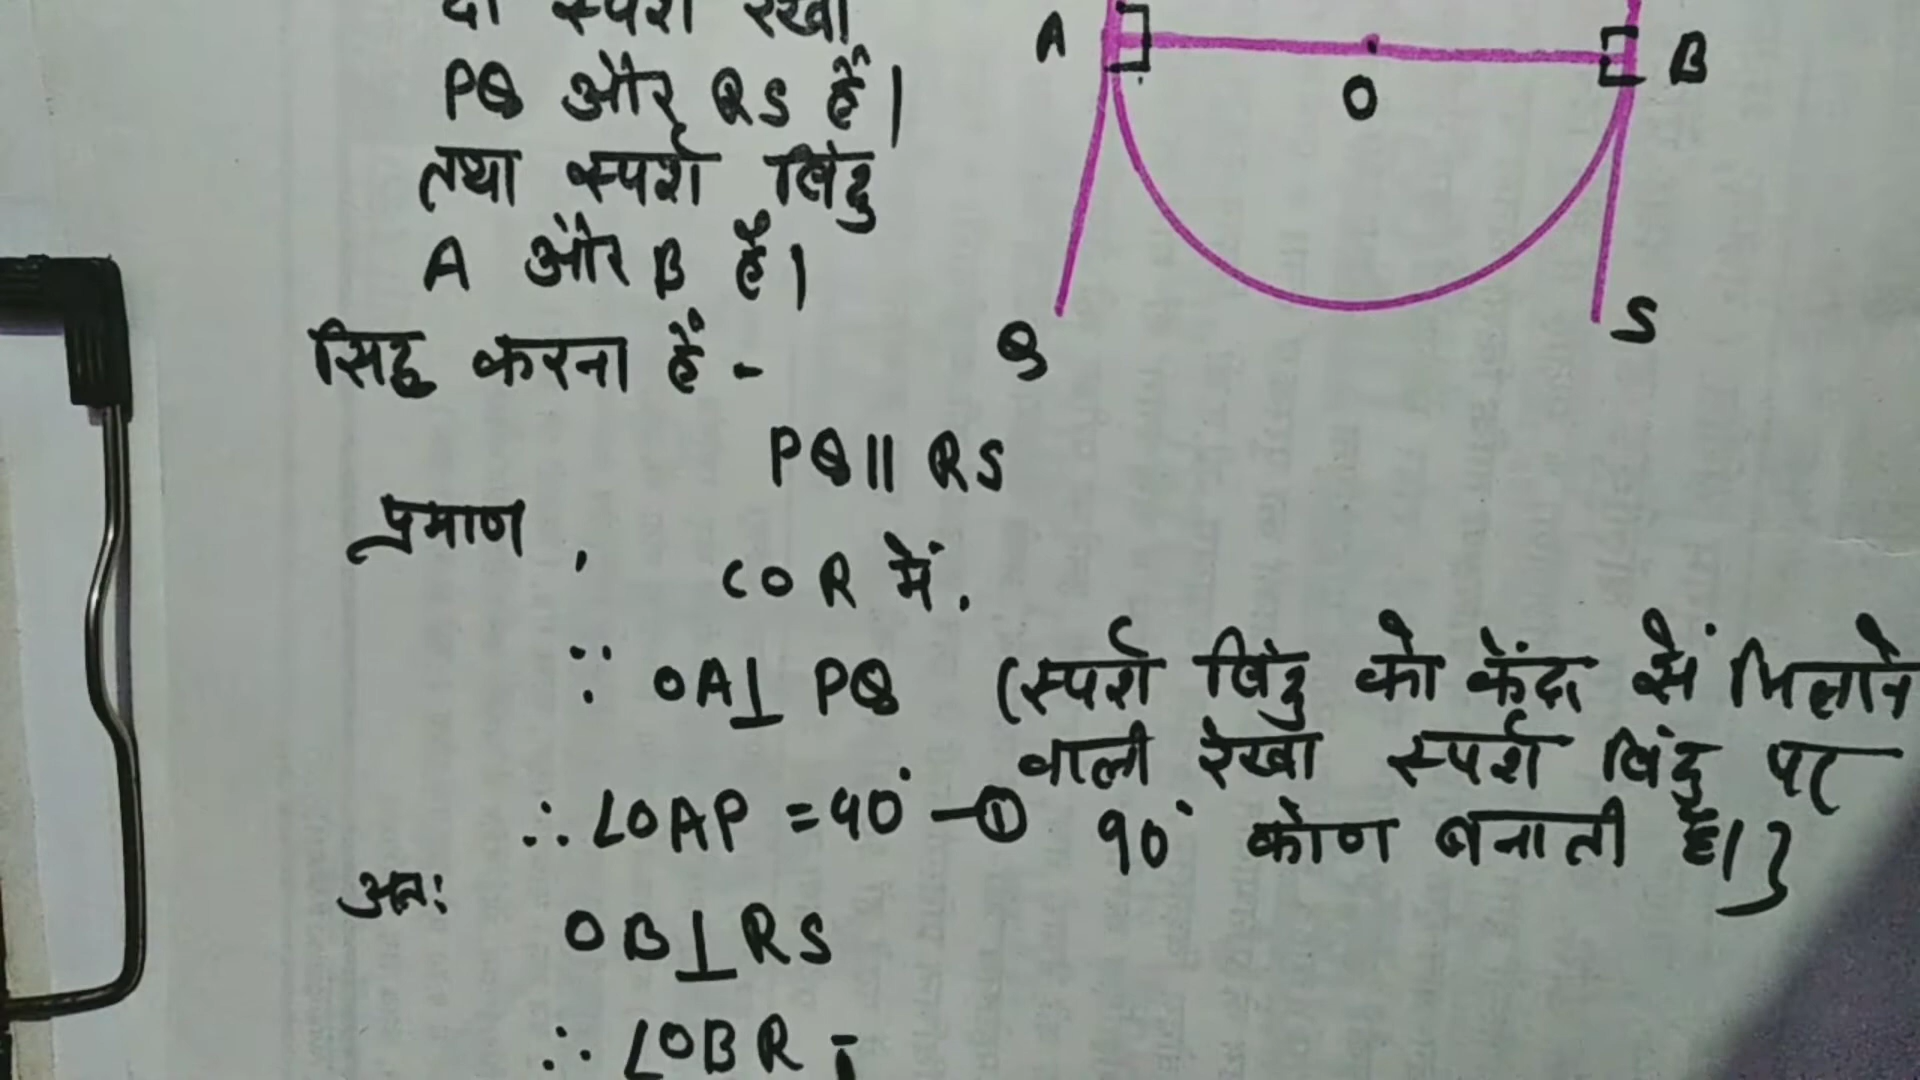 दो स्पर्श रेखा
PQ और RS हैं।
तथा स्पर्श बिंदु
A और B हैं।
A
O
B
Q
S
सिद्ध करना हैं -
PQ || RS
प्रमाण,
C O R में,
∵ OA⊥ PQ (स्पर्श बिंदु को केंद्र सें मिलाने
वाली रेखा स्पर्श बिंदु पर
∴ ∠OAP = 90° —① 90° कोण बनाती हैं।}
अतः
OB⊥RS
∴ ∠OBR =